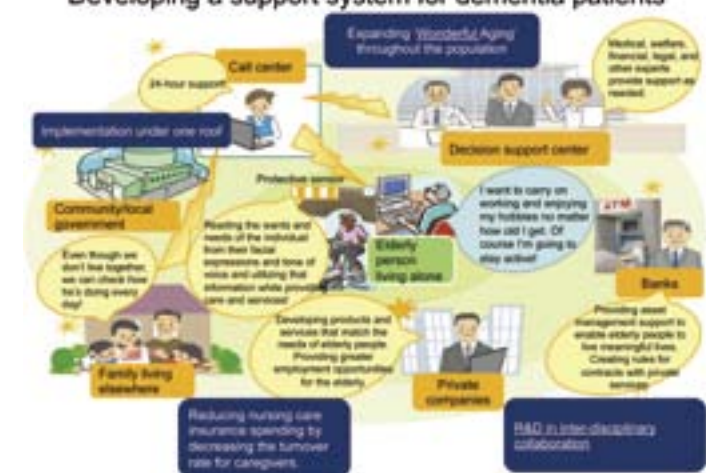 Developing a support system for dementia patients
Expanding 'Wonderful Aging'
throughout the population
Call center
24-hour support
Medical, welfare,
financial, legal, and
other experts
provide support as
needed.
Implementation under one roof
Decision support center
Protective sensor
Community/local
government
Reading the wants and
needs of the individual
from their facial
expressions and tone of
voice and utilizing that
information while providing
care and services!
Elderly
person
living alone
I want to carry on
working and enjoying
my hobbies no matter
how old I get. Of
course I'm going to
stay active!
ATM
Banks
Even though we
don't live together,
we can check how
he's doing every
day!
Family living
elsewhere
Developing products and
services that match the
needs of elderly people.
Providing greater
employment opportunities
for the elderly.
Private
companies
Providing asset
management support to
enable elderly people to
live meaningful lives.
Creating rules for
contracts with private
services.
Reducing nursing care
insurance spending by
decreasing the turnover
rate for caregivers.
R&D in inter-disciplinary
collaboration